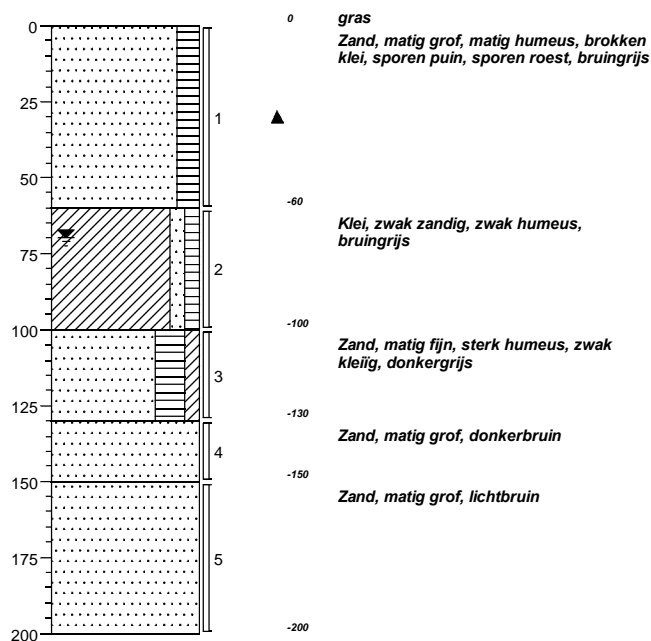 0
0
gras
Zand, matig grof, matig humeus, brokken
klei, sporen puin, sporen roest, bruingrijs
25
1
50
-60
Klei, zwak zandig, zwak humeus,
bruingrijs
75
2
100
-100
Zand, matig fijn, sterk humeus, zwak
kleiïg, donkergrijs
3
125
-130
Zand, matig grof, donkerbruin
4
150
-150
Zand, matig grof, lichtbruin
175
5
200
-200